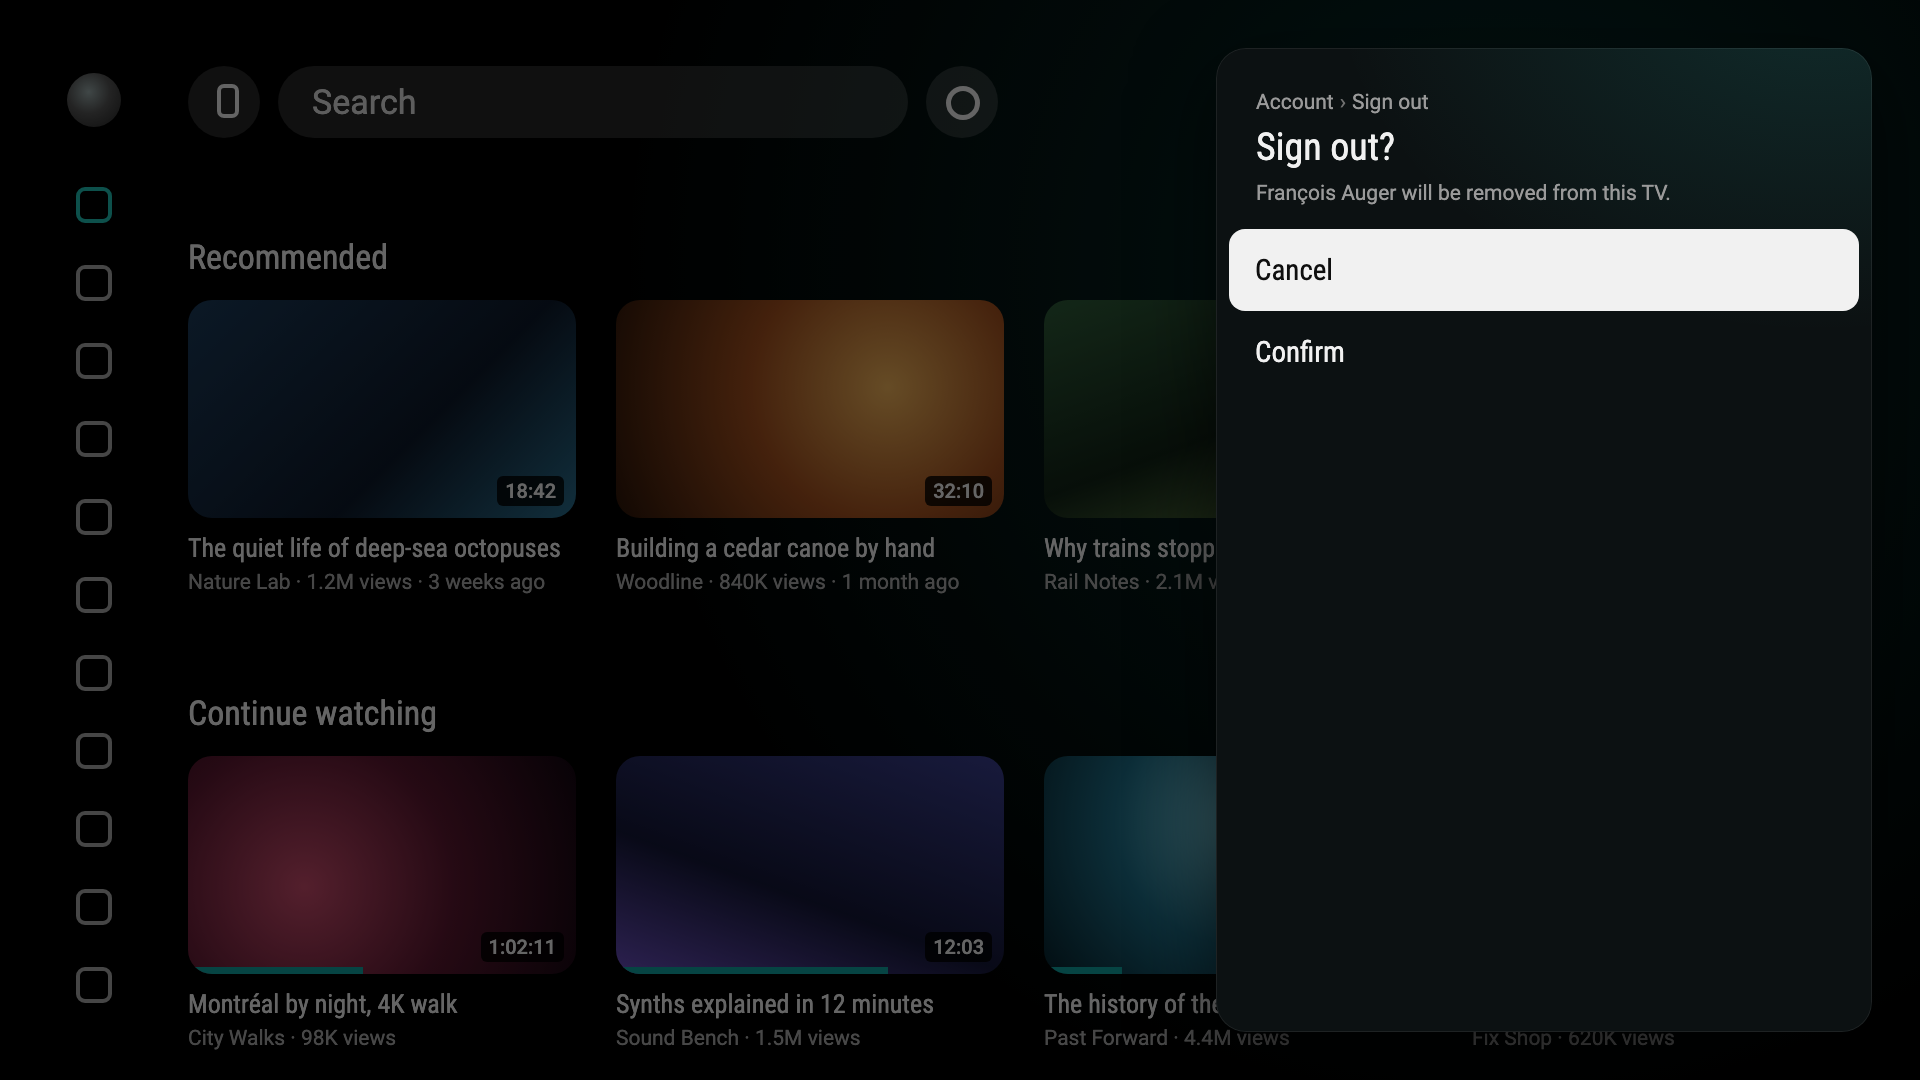 Search
Recommended
18:42
32:10
The quiet life of deep-sea octopuses
Nature Lab · 1.2M views · 3 weeks ago
Building a cedar canoe by hand
Woodline · 840K views · 1 month ago
Why trains stopp
Rail Notes · 2.1M v
Continue watching
1:02:11
12:03
Montréal by night, 4K walk
City Walks · 98K views
Synths explained in 12 minutes
Sound Bench · 1.5M views
The history of the
Past Forward · 4.4M views
Fix Shop · 620K views
Account › Sign out
Sign out?
François Auger will be removed from this TV.
Cancel
Confirm